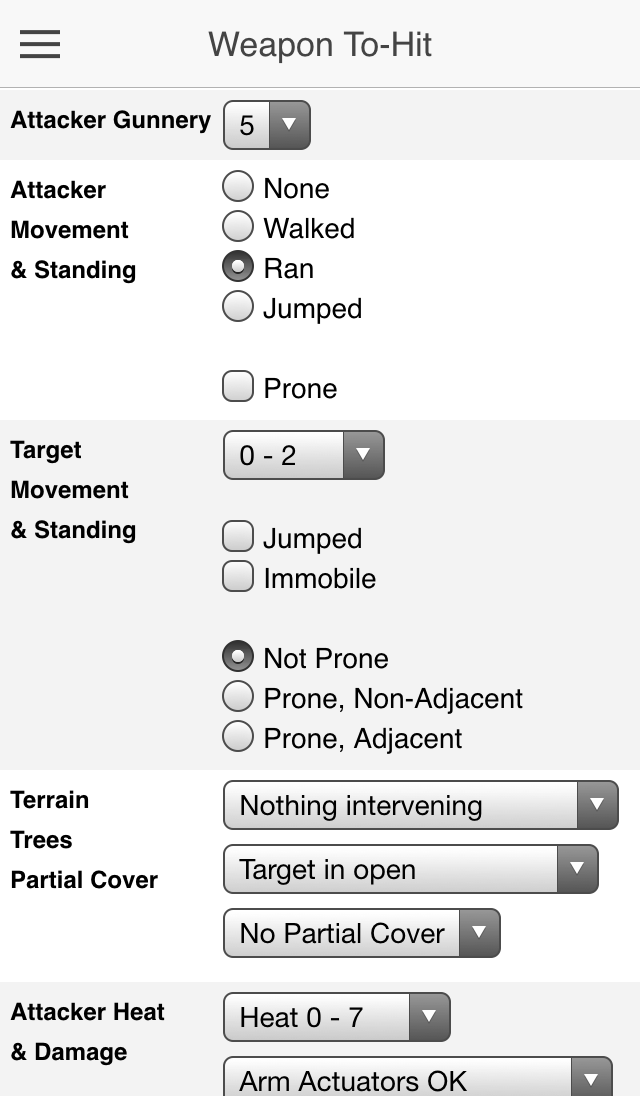 Weapon To-Hit
Attacker Gunnery
5
Attacker
Movement
& Standing
None
Walked
Ran
Jumped
Prone
Target
Movement
& Standing
0 - 2
Jumped
Immobile
Not Prone
Prone, Non-Adjacent
Prone, Adjacent
Terrain
Trees
Partial Cover
Nothing intervening
Target in open
No Partial Cover
Attacker Heat
& Damage
Heat 0 - 7
Arm Actuators OK